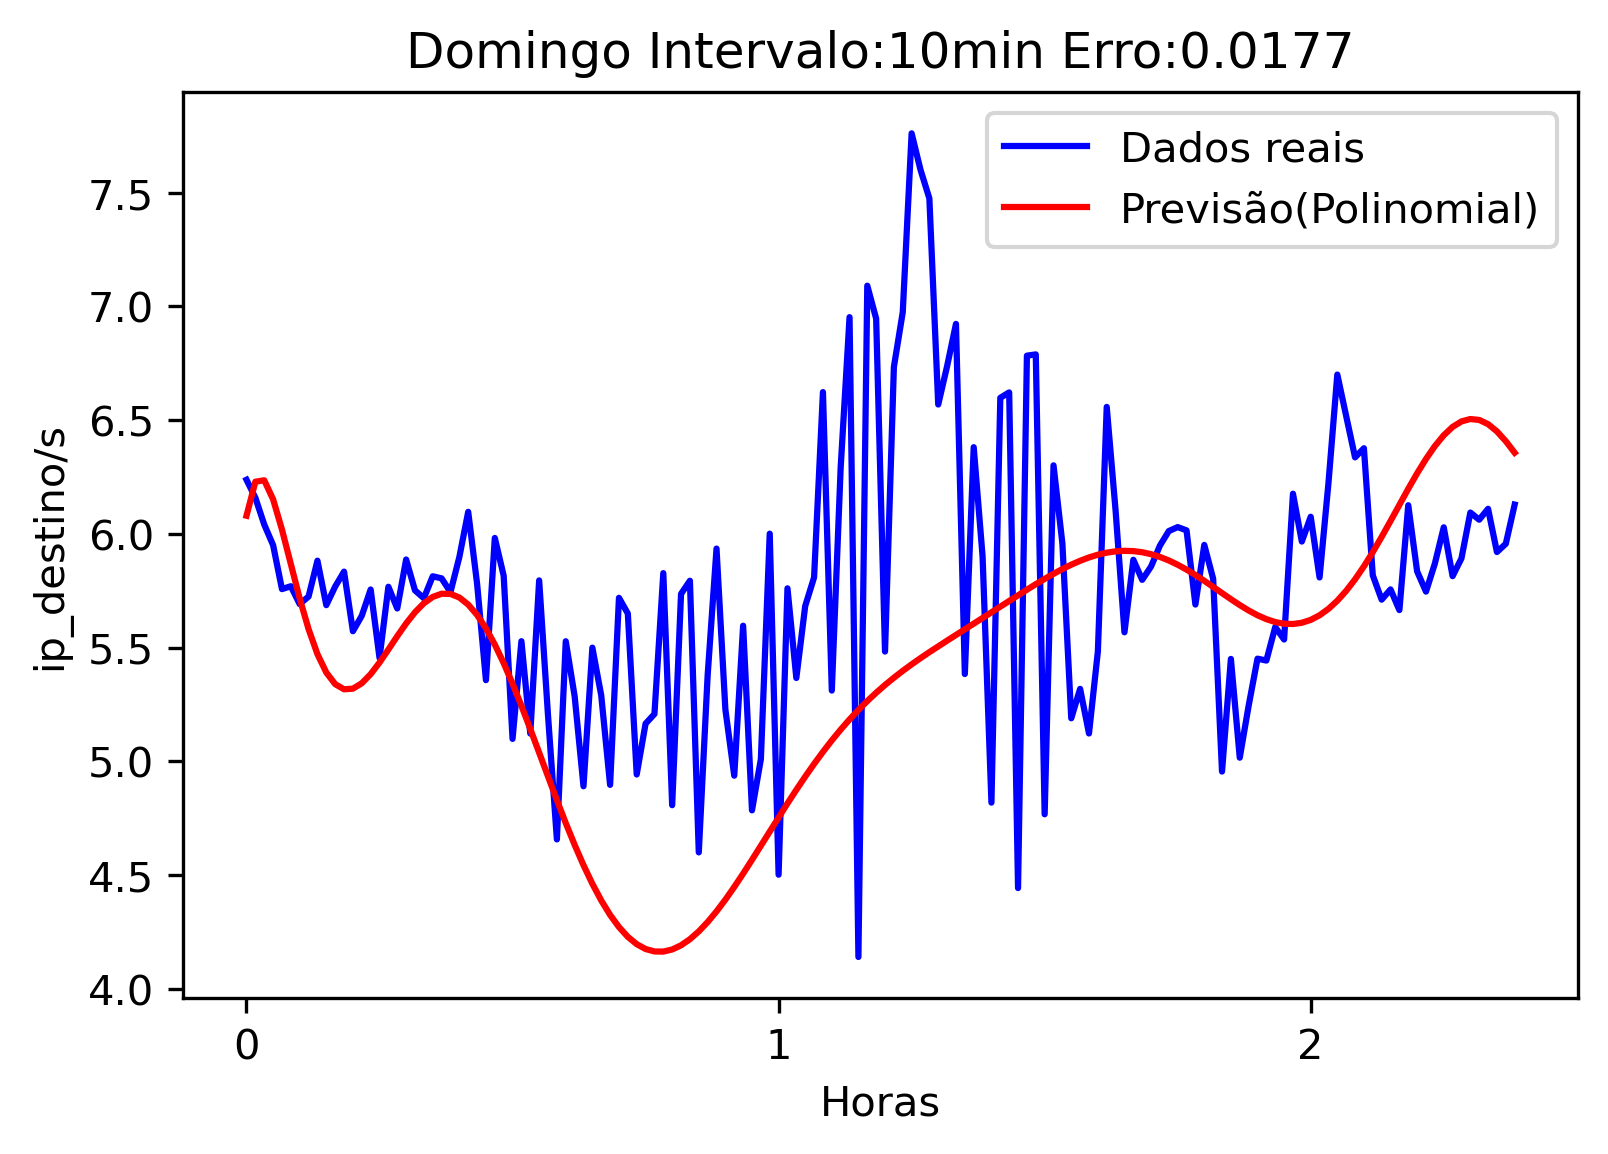 Domingo Intervalo:10min Erro:0.0177
Dados reais
Previsão(Polinomial)
7.5
7.0
6.5
6.0
5.5
5.0
4.5
4.0
ip_destino/s
0 1 2
Horas